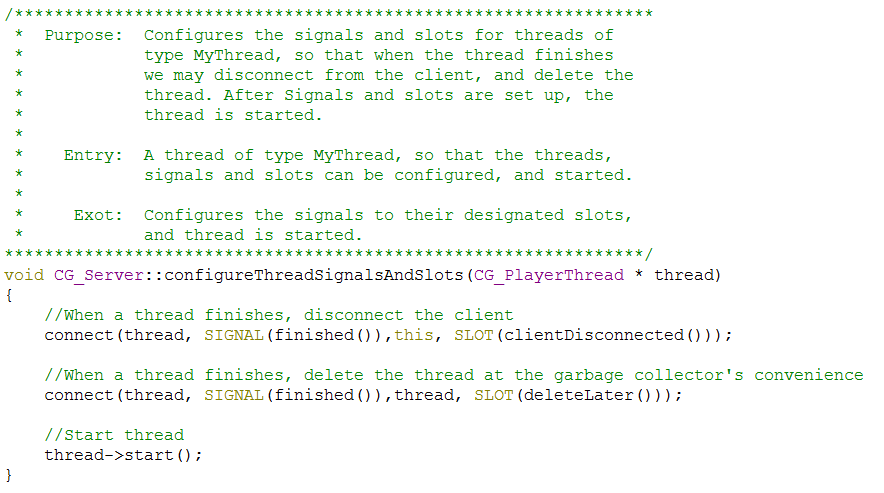 /****************************************************************
 *  Purpose:  Configures the signals and slots for threads of
 *            type MyThread, so that when the thread finishes
 *            we may disconnect from the client, and delete the
 *            thread. After Signals and slots are set up, the
 *            thread is started.
 *
 *    Entry:  A thread of type MyThread, so that the threads,
 *            signals and slots can be configured, and started.
 *
 *     Exot:  Configures the signals to their designated slots,
 *            and thread is started.
****************************************************************/
void CG_Server::configureThreadSignalsAndSlots(CG_PlayerThread * thread)
{
    //When a thread finishes, disconnect the client
    connect(thread, SIGNAL(finished()),this, SLOT(clientDisconnected()));

    //When a thread finishes, delete the thread at the garbage collector's convenience
    connect(thread, SIGNAL(finished()),thread, SLOT(deleteLater()));

    //Start thread
    thread->start();
}